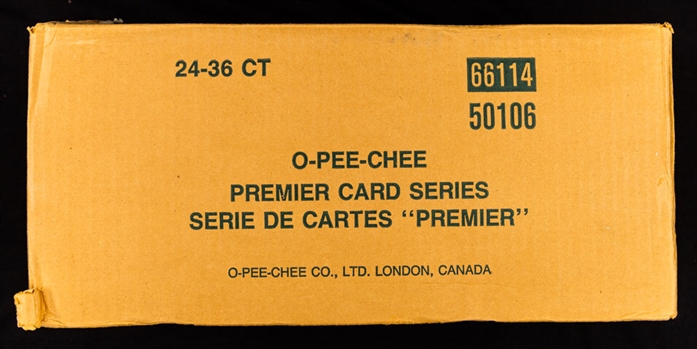 24-36 CT
66114
50106
O-PEE-CHEE
PREMIER CARD SERIES
SERIE DE CARTES “PREMIER”
O-PEE-CHEE CO., LTD. LONDON, CANADA